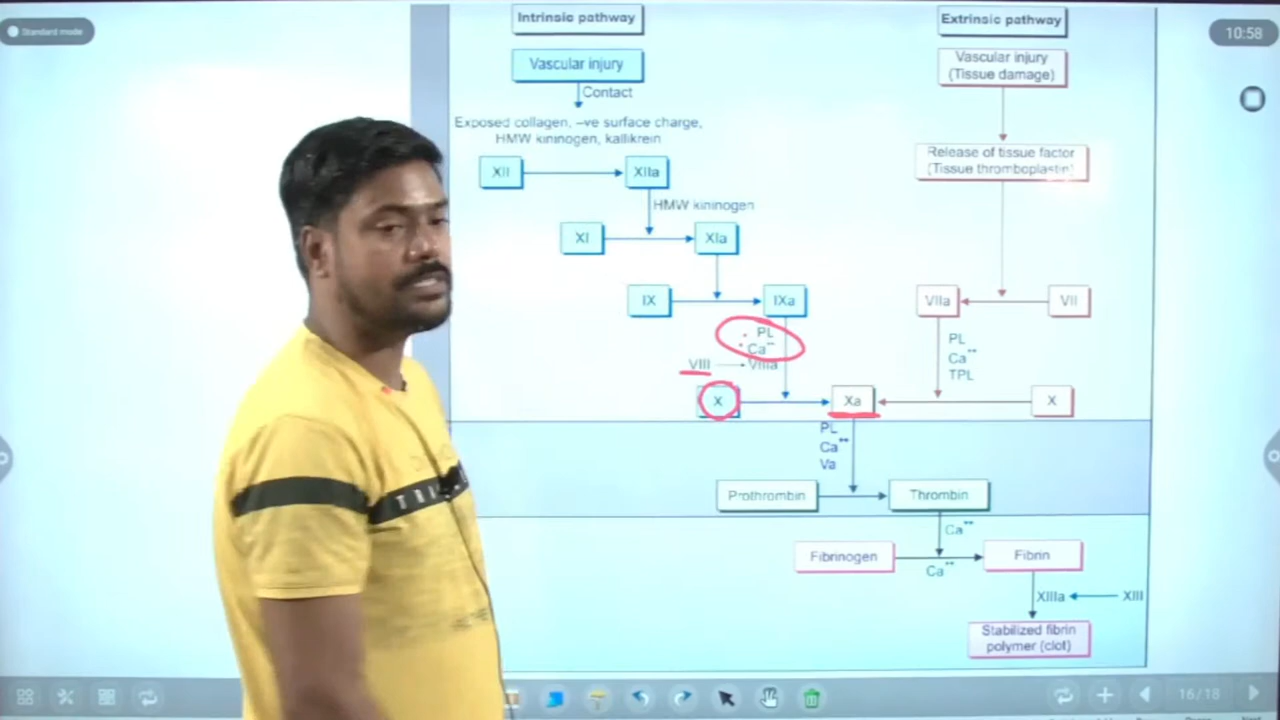 Standard mode
10:58
Intrinsic pathway
Extrinsic pathway
Vascular injury
Vascular injury
(Tissue damage)
Contact
Exposed collagen, –ve surface charge,
HMW kininogen, kallikrein
Release of tissue factor
(Tissue thromboplastin)
XII
XIIa
HMW kininogen
XI
XIa
IX
IXa
VIIa
VII
PL
Ca++
VIII
VIIIa
PL
Ca++
TPL
X
Xa
X
PL
Ca++
Va
Prothrombin
Thrombin
Ca++
Fibrinogen
Fibrin
Ca++
XIIIa
XIII
Stabilized fibrin
polymer (clot)
16/18